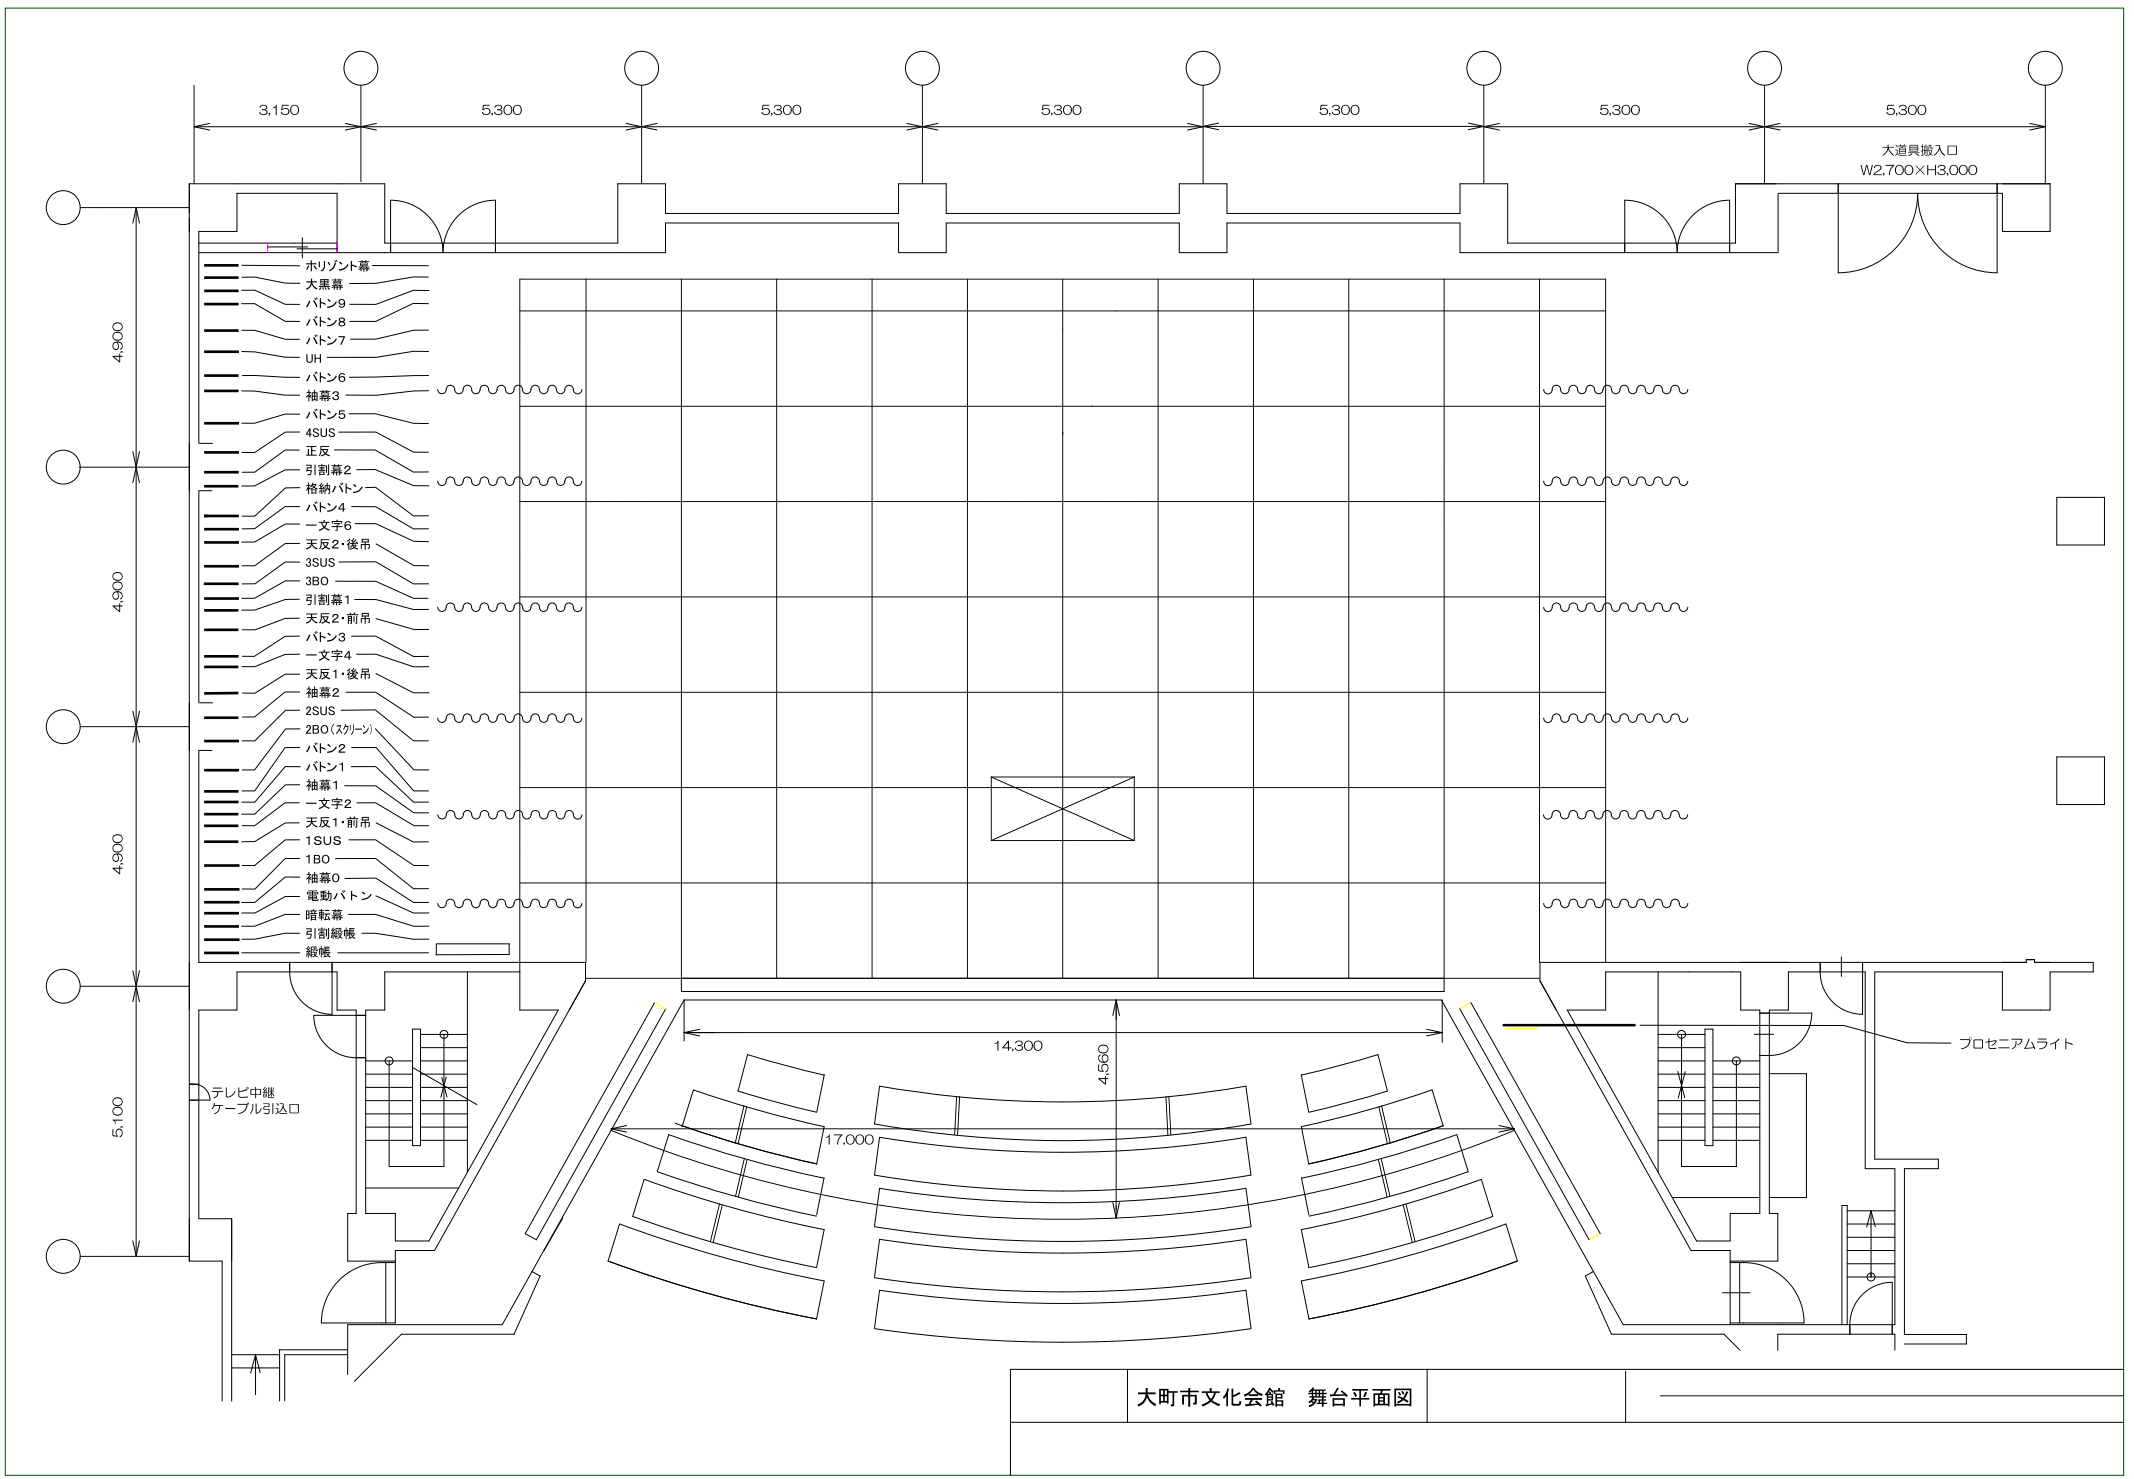 3,150
5,300
5,300
5,300
5,300
5,300
5,300
大道具搬入口
W2,700×H3,000
4,900
4,900
4,900
5,100
ホリゾント幕
大黒幕
バトン9
バトン8
バトン7
UH
バトン6
袖幕3
バトン5
4SUS
正反
引割幕2
格納バトン
バトン4
一文字6
天反2・後吊
3SUS
3BO
引割幕1
天反2・前吊
バトン3
一文字4
天反1・後吊
袖幕2
2SUS
2BO(スクリーン)
バトン2
バトン1
袖幕1
一文字2
天反1・前吊
1SUS
1BO
袖幕0
電動バトン
暗転幕
引割緞帳
緞帳
14,300
4,560
17,000
プロセニアムライト
テレビ中継
ケーブル引込口
大町市文化会館　舞台平面図